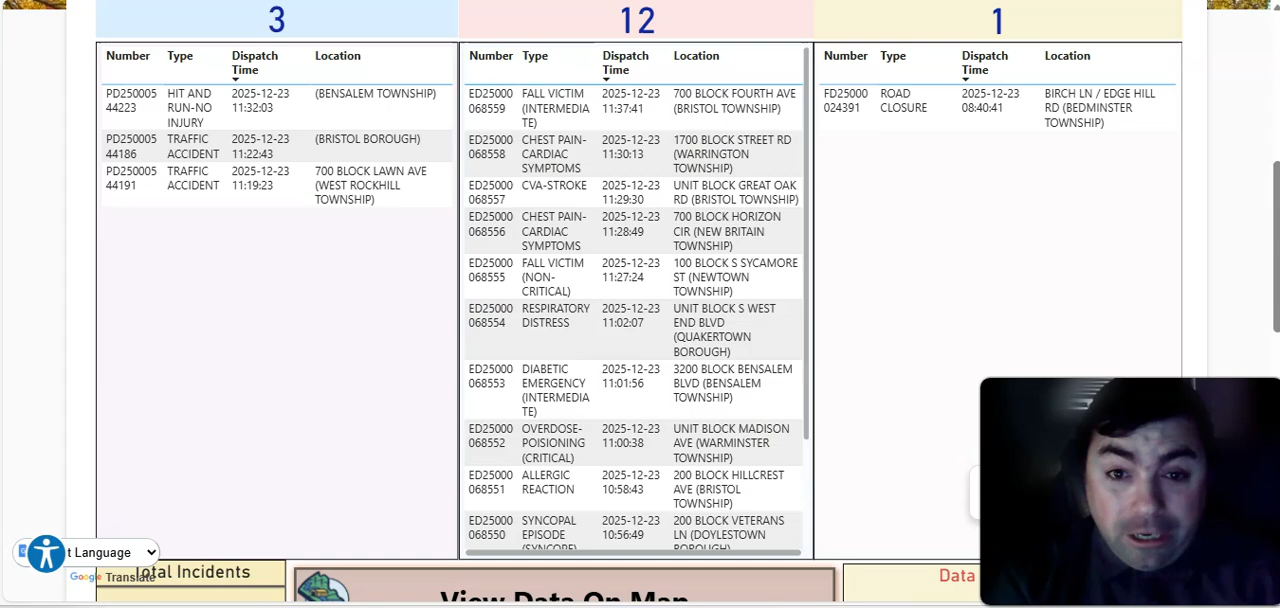 3
12
1
Number Type Dispatch Time Location
PD250005 44223 HIT AND RUN-NO INJURY 2025-12-23 11:32:03 (BENSALEM TOWNSHIP)
PD250005 44186 TRAFFIC ACCIDENT 2025-12-23 11:22:43 (BRISTOL BOROUGH)
PD250005 44191 TRAFFIC ACCIDENT 2025-12-23 11:19:23 700 BLOCK LAWN AVE (WEST ROCKHILL TOWNSHIP)
Number Type Dispatch Time Location
ED25000 068559 FALL VICTIM (INTERMEDIA TE) 2025-12-23 11:37:41 700 BLOCK FOURTH AVE (BRISTOL TOWNSHIP)
ED25000 068558 CHEST PAIN- CARDIAC SYMPTOMS 2025-12-23 11:30:13 1700 BLOCK STREET RD (WARRINGTON TOWNSHIP)
ED25000 068557 CVA-STROKE 2025-12-23 11:29:30 UNIT BLOCK GREAT OAK RD (BRISTOL TOWNSHIP)
ED25000 068556 CHEST PAIN- CARDIAC SYMPTOMS 2025-12-23 11:28:49 700 BLOCK HORIZON CIR (NEW BRITAIN TOWNSHIP)
ED25000 068555 FALL VICTIM (NON- CRITICAL) 2025-12-23 11:27:24 100 BLOCK S SYCAMORE ST (NEWTOWN TOWNSHIP)
ED25000 068554 RESPIRATORY DISTRESS 2025-12-23 11:02:07 UNIT BLOCK S WEST END BLVD (QUAKERTOWN BOROUGH)
ED25000 068553 DIABETIC EMERGENCY (INTERMEDIA TE) 2025-12-23 11:01:56 3200 BLOCK BENSALEM BLVD (BENSALEM TOWNSHIP)
ED25000 068552 OVERDOSE- POISIONING (CRITICAL) 2025-12-23 11:00:38 UNIT BLOCK MADISON AVE (WARMINSTER TOWNSHIP)
ED25000 068551 ALLERGIC REACTION 2025-12-23 10:58:43 200 BLOCK HILLCREST AVE (BRISTOL TOWNSHIP)
ED25000 068550 SYNCOPAL EPISODE (SYNCOPE) 2025-12-23 10:56:49 200 BLOCK VETERANS LN (DOYLESTOWN BOROUGH)
Number Type Dispatch Time Location
FD25000 024391 ROAD CLOSURE 2025-12-23 08:40:41 BIRCH LN / EDGE HILL RD (BEDMINSTER TOWNSHIP)
t Language
Google Translate
Total Incidents
View Data On Map
Data